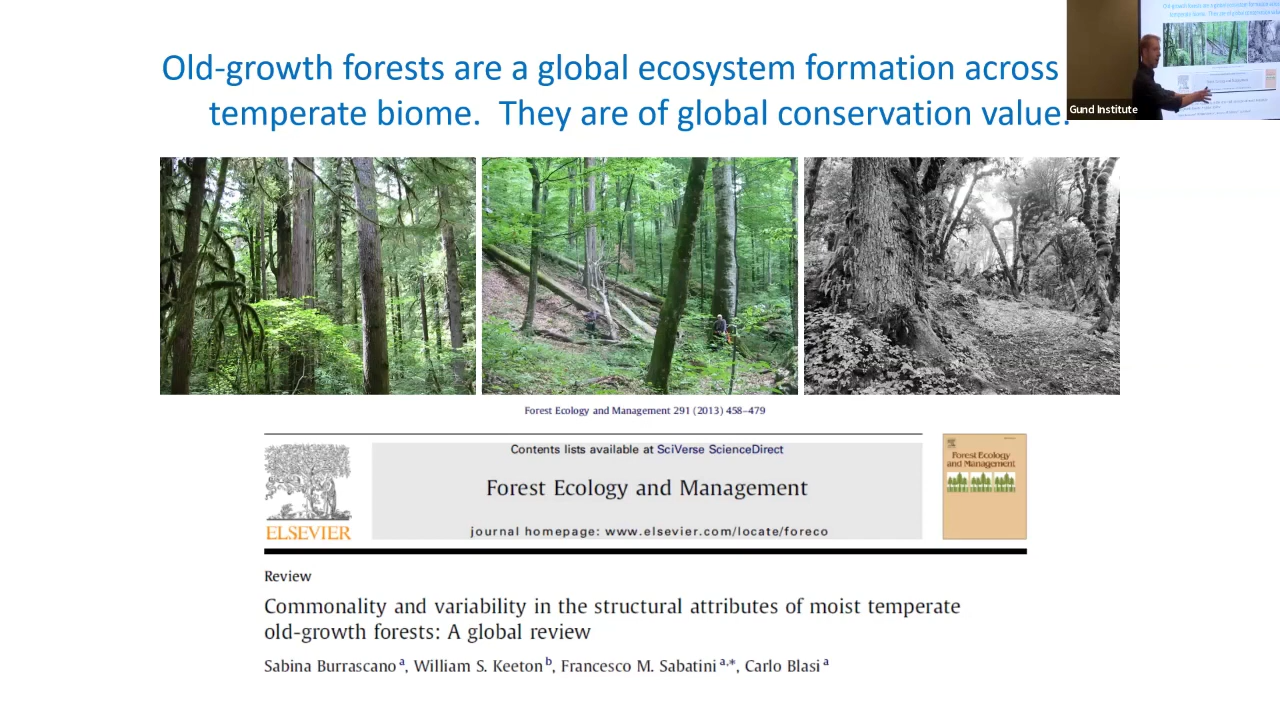 Old-growth forests are a global ecosystem formation across
temperate biome. They are of global conservation value.
Gund Institute
Forest Ecology and Management 291 (2013) 458–479
Contents lists available at SciVerse ScienceDirect
Forest Ecology and Management
journal homepage: www.elsevier.com/locate/foreco
ELSEVIER
Forest Ecology
and Management
Review
Commonality and variability in the structural attributes of moist temperate
old-growth forests: A global review
Sabina Burrascano a, William S. Keeton b, Francesco M. Sabatini a,*, Carlo Blasi a